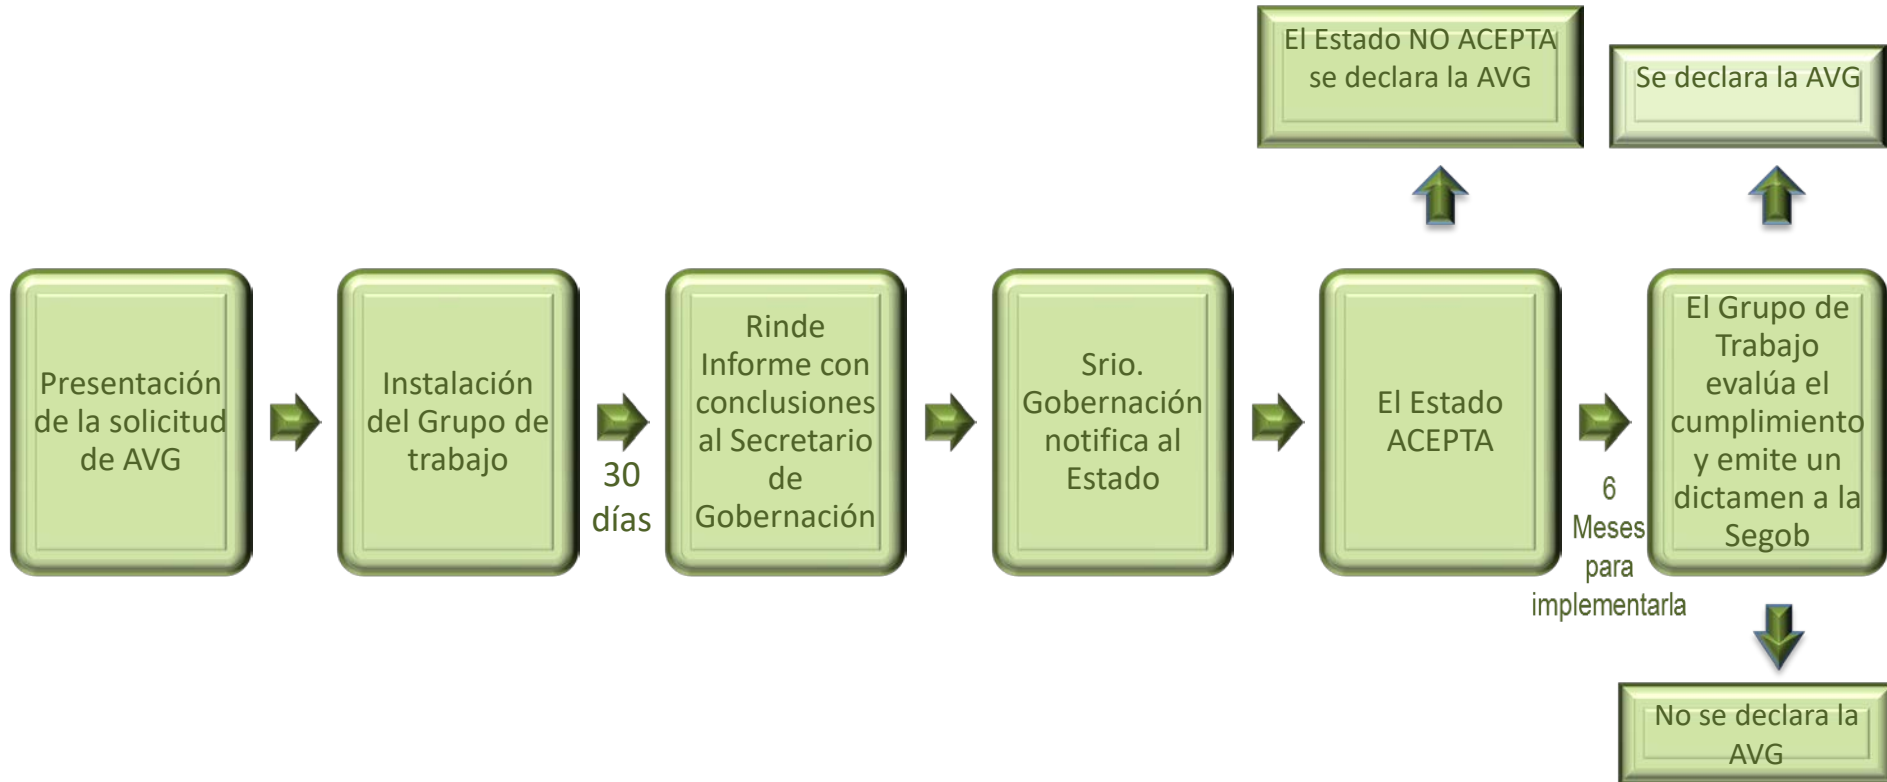 El Estado NO ACEPTA
se declara la AVG
Se declara la AVG
Presentación
de la solicitud
de AVG
Instalación
del Grupo de
trabajo
30
días
Rinde
Informe con
conclusiones
al Secretario
de
Gobernación
Srio.
Gobernación
notifica al
Estado
El Estado
ACEPTA
6
Meses
para
implementarla
El Grupo de
Trabajo
evalúa el
cumplimiento
y emite un
dictamen a la
Segob
No se declara la
AVG